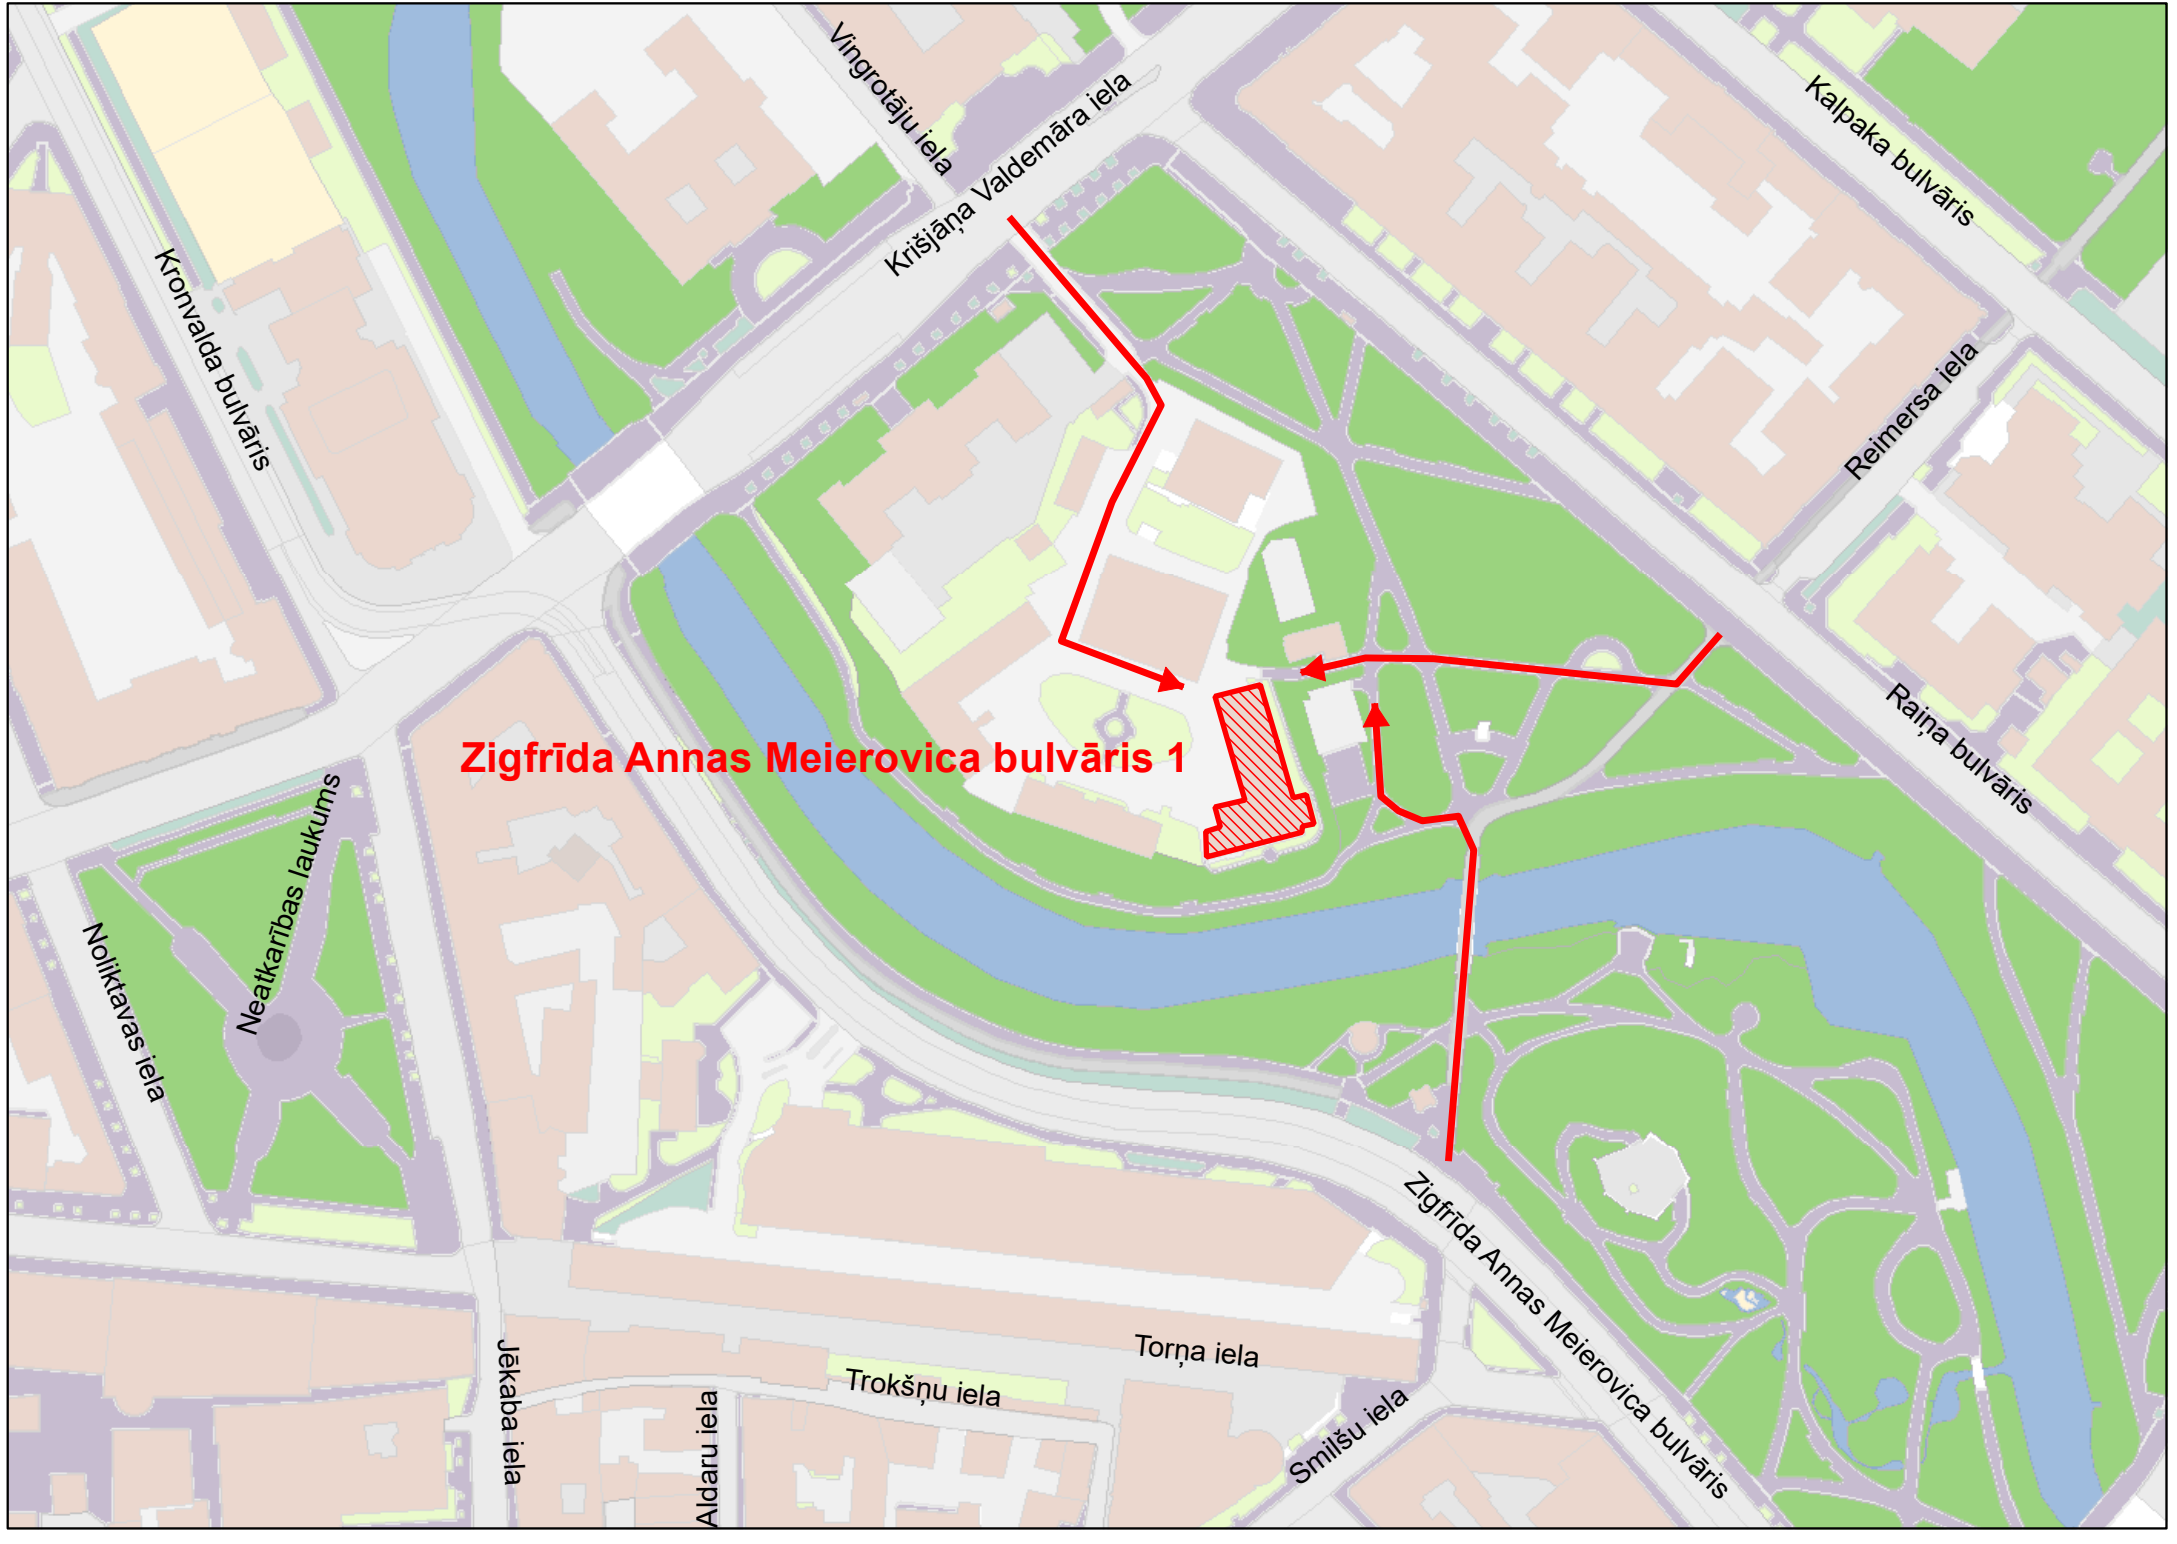 Vingrotāju iela
Krišjāņa Valdemāra iela
Kalpaka bulvāris
Kronvalda bulvāris
Reimersa iela
Raiņa bulvāris
Zigfrīda Annas Meierovica bulvāris 1
Neatkarības laukums
Noliktavas iela
Zigfrīda Annas Meierovica bulvāris
Torņa iela
Trokšņu iela
Jēkaba iela
Aldaru iela
Smilšu iela